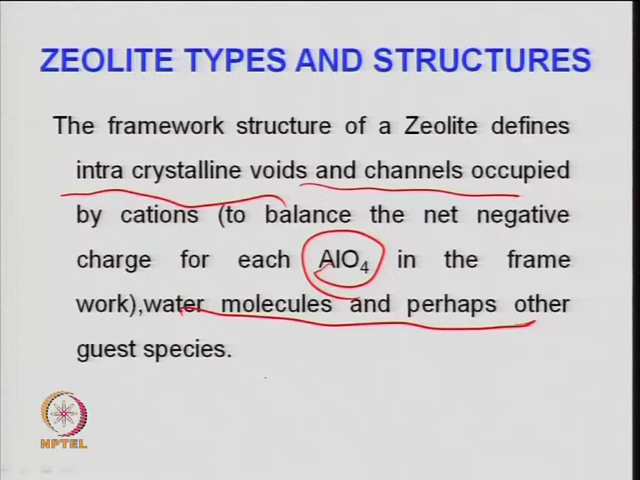 ZEOLITE TYPES AND STRUCTURES
The framework structure of a Zeolite defines
intra crystalline voids and channels occupied
by cations (to balance the net negative
charge for each AlO₄ in the frame
work),water molecules and perhaps other
guest species.
NPTEL